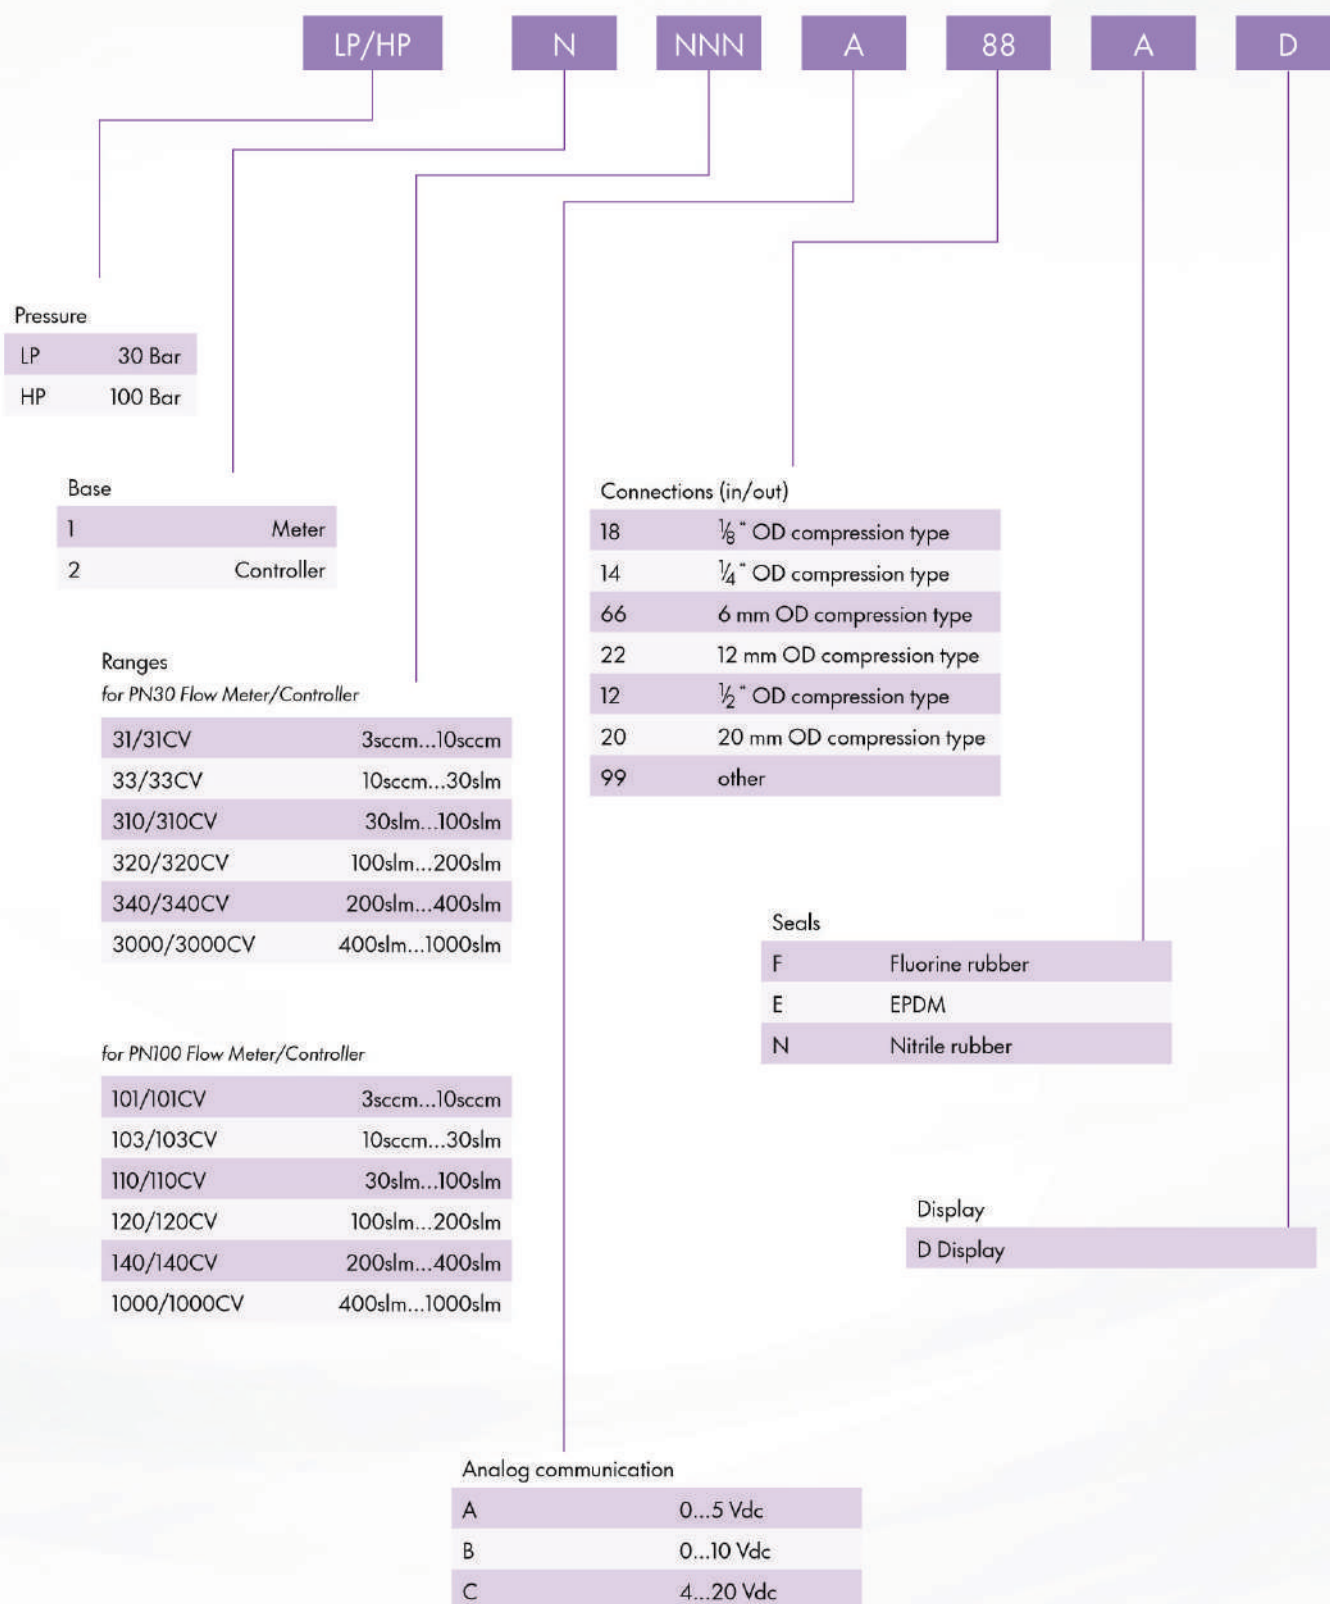 LP/HP N NNN A 88 A D
Pressure
LP 30 Bar
HP 100 Bar
Base
1 Meter
2 Controller
Ranges
for PN30 Flow Meter/Controller
31/31CV 3sccm...10sccm
33/33CV 10sccm...30slm
310/310CV 30slm...100slm
320/320CV 100slm...200slm
340/340CV 200slm...400slm
3000/3000CV 400slm...1000slm
for PN100 Flow Meter/Controller
101/101CV 3sccm...10sccm
103/103CV 10sccm...30slm
110/110CV 30slm...100slm
120/120CV 100slm...200slm
140/140CV 200slm...400slm
1000/1000CV 400slm...1000slm
Connections (in/out)
18 ⅛" OD compression type
14 ¼" OD compression type
66 6 mm OD compression type
22 12 mm OD compression type
12 ½" OD compression type
20 20 mm OD compression type
99 other
Seals
F Fluorine rubber
E EPDM
N Nitrile rubber
Display
D Display
Analog communication
A 0...5 Vdc
B 0...10 Vdc
C 4...20 Vdc